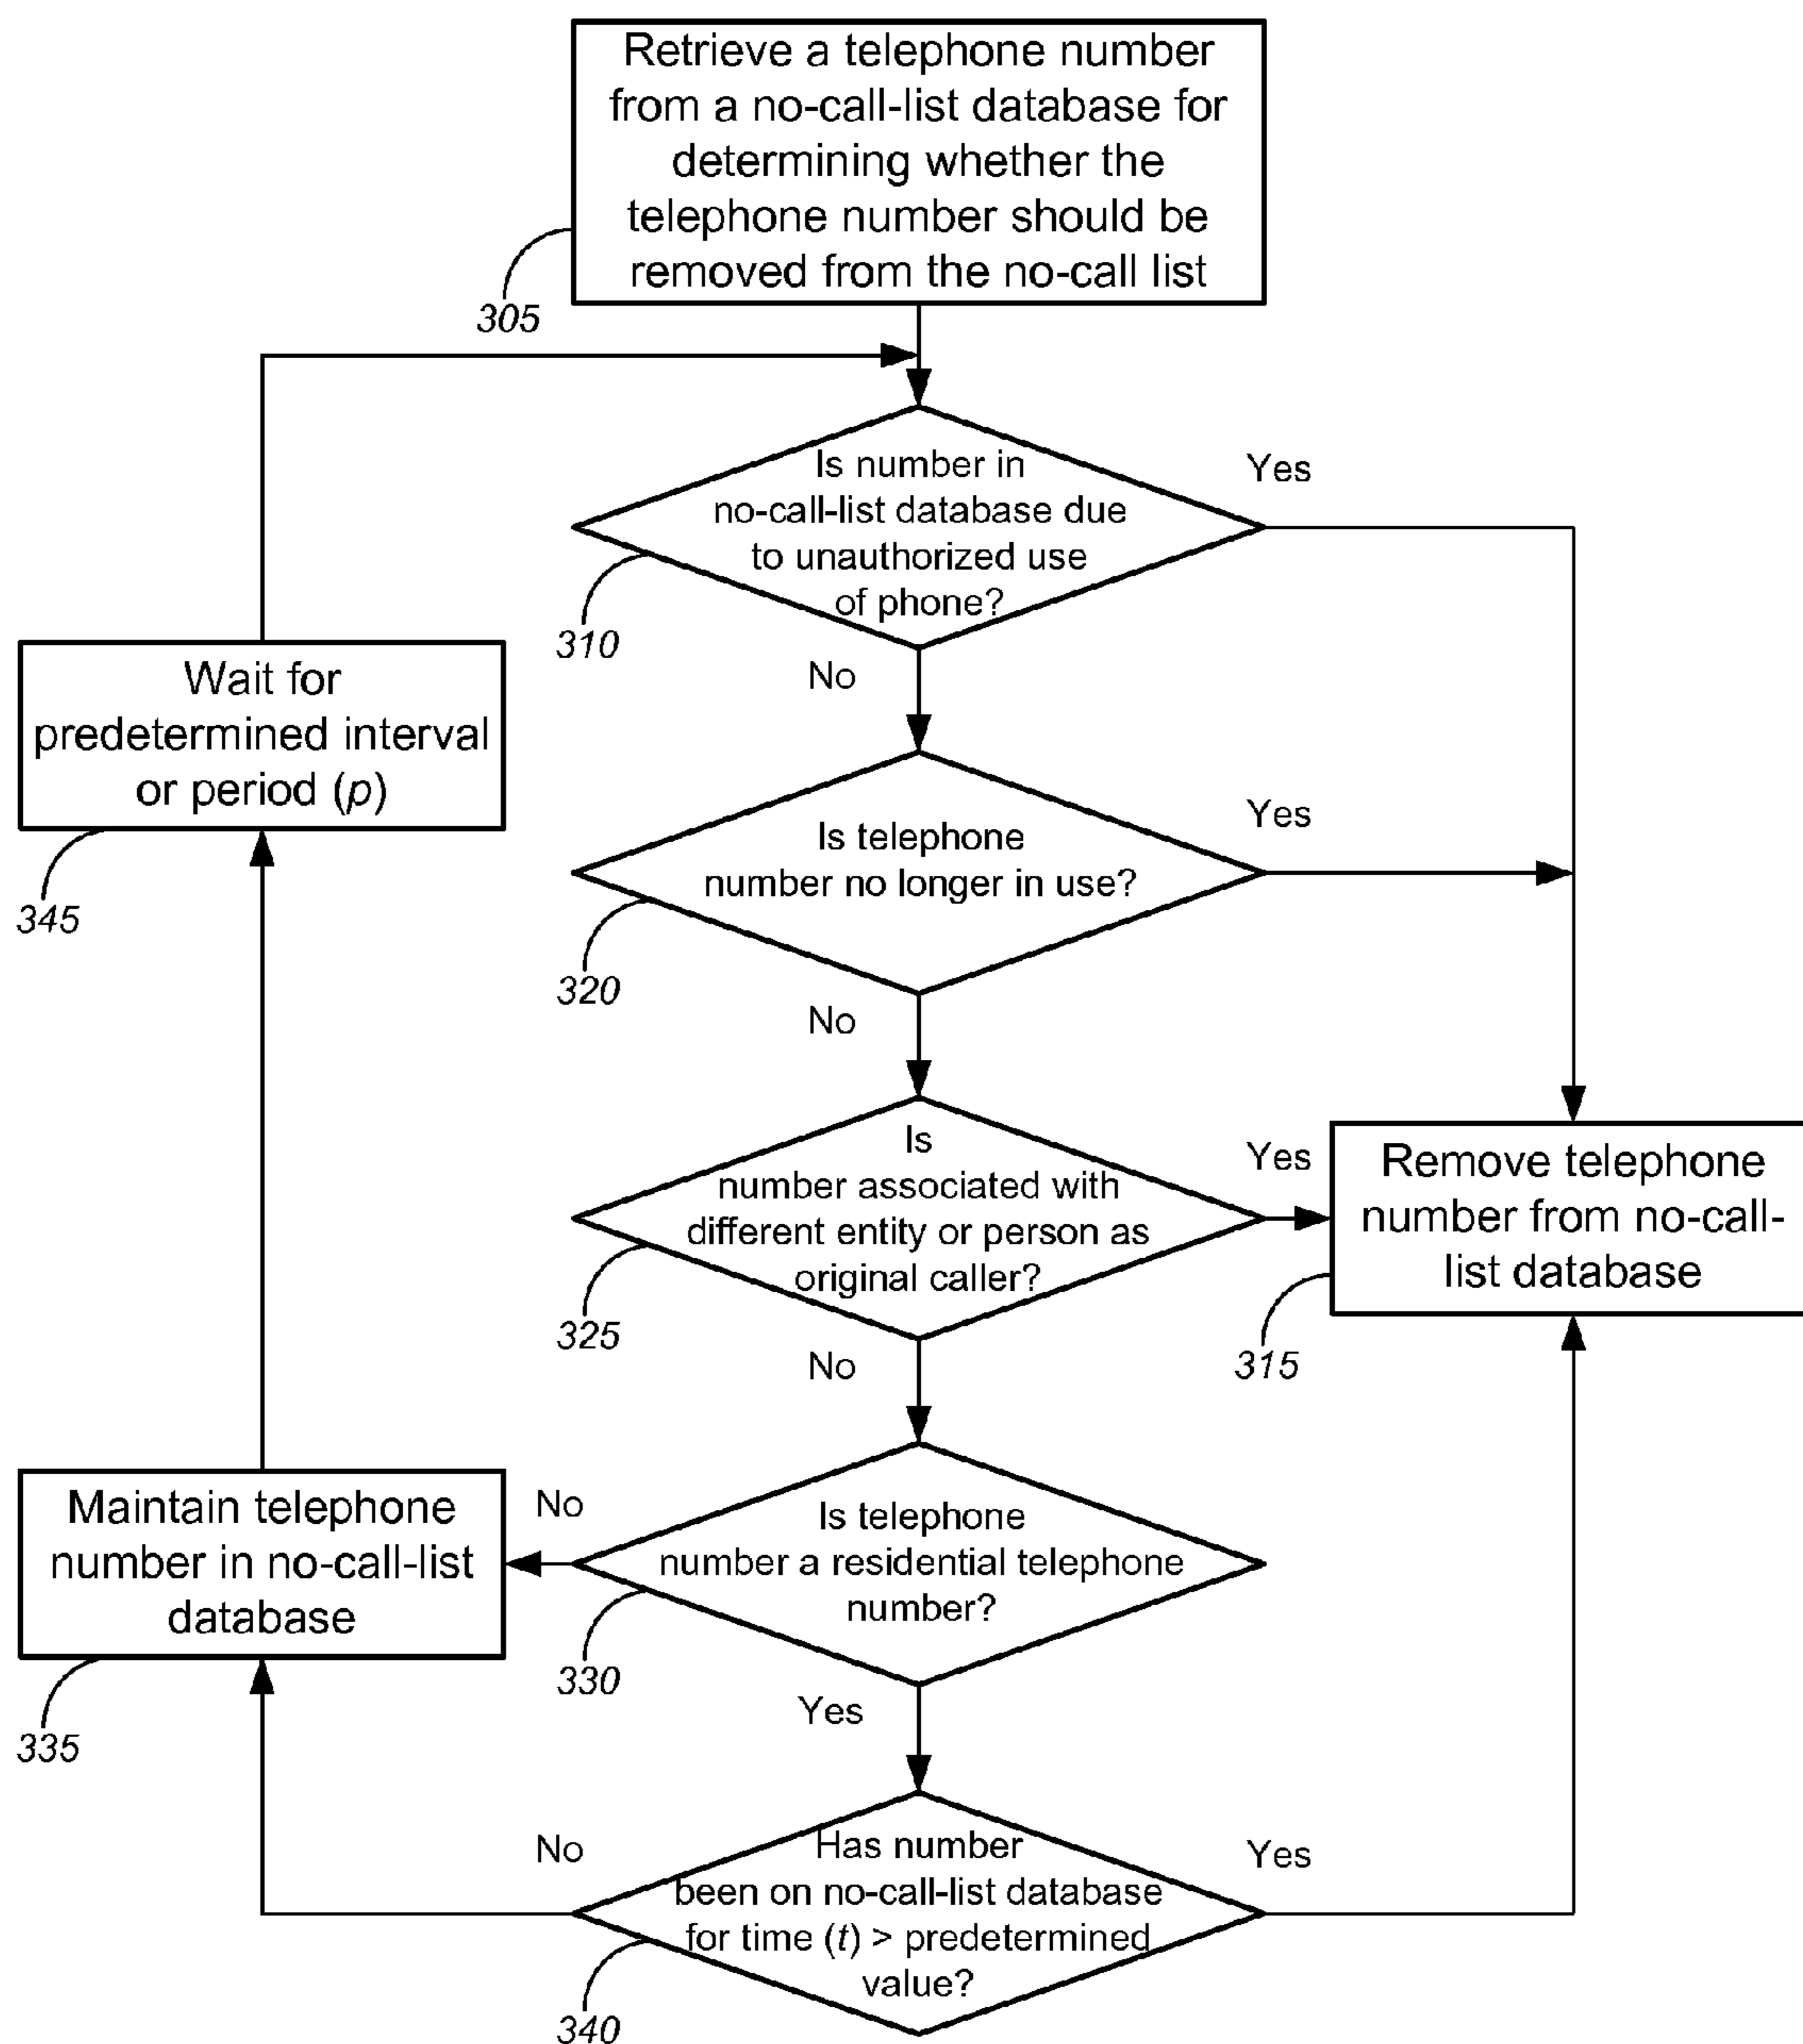 Retrieve a telephone number
from a no-call-list database for
determining whether the
telephone number should be
removed from the no-call list
305
Is number in
no-call-list database due
to unauthorized use
of phone?
Yes
310
No
Wait for
predetermined interval
or period (p)
345
Is telephone
number no longer in use?
Yes
320
No
Is
number associated with
different entity or person as
original caller?
Yes
325
No
Remove telephone
number from no-call-
list database
315
Is telephone
number a residential telephone
number?
No
330
Yes
Maintain telephone
number in no-call-list
database
335
Has number
been on no-call-list database
for time (t) > predetermined
value?
No
Yes
340